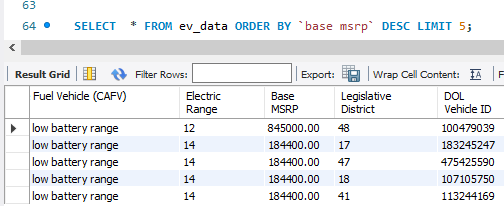 63
64 SELECT * FROM ev_data ORDER BY `base msrp` DESC LIMIT 5;
Result Grid Filter Rows: Export: Wrap Cell Content: IA
Fuel Vehicle (CAFV) Electric Range Base MSRP Legislative District DOL Vehicle ID
low battery range 12 845000.00 48 100479039
low battery range 14 184400.00 17 183245247
low battery range 14 184400.00 47 475425590
low battery range 14 184400.00 18 107105750
low battery range 14 184400.00 41 113244169